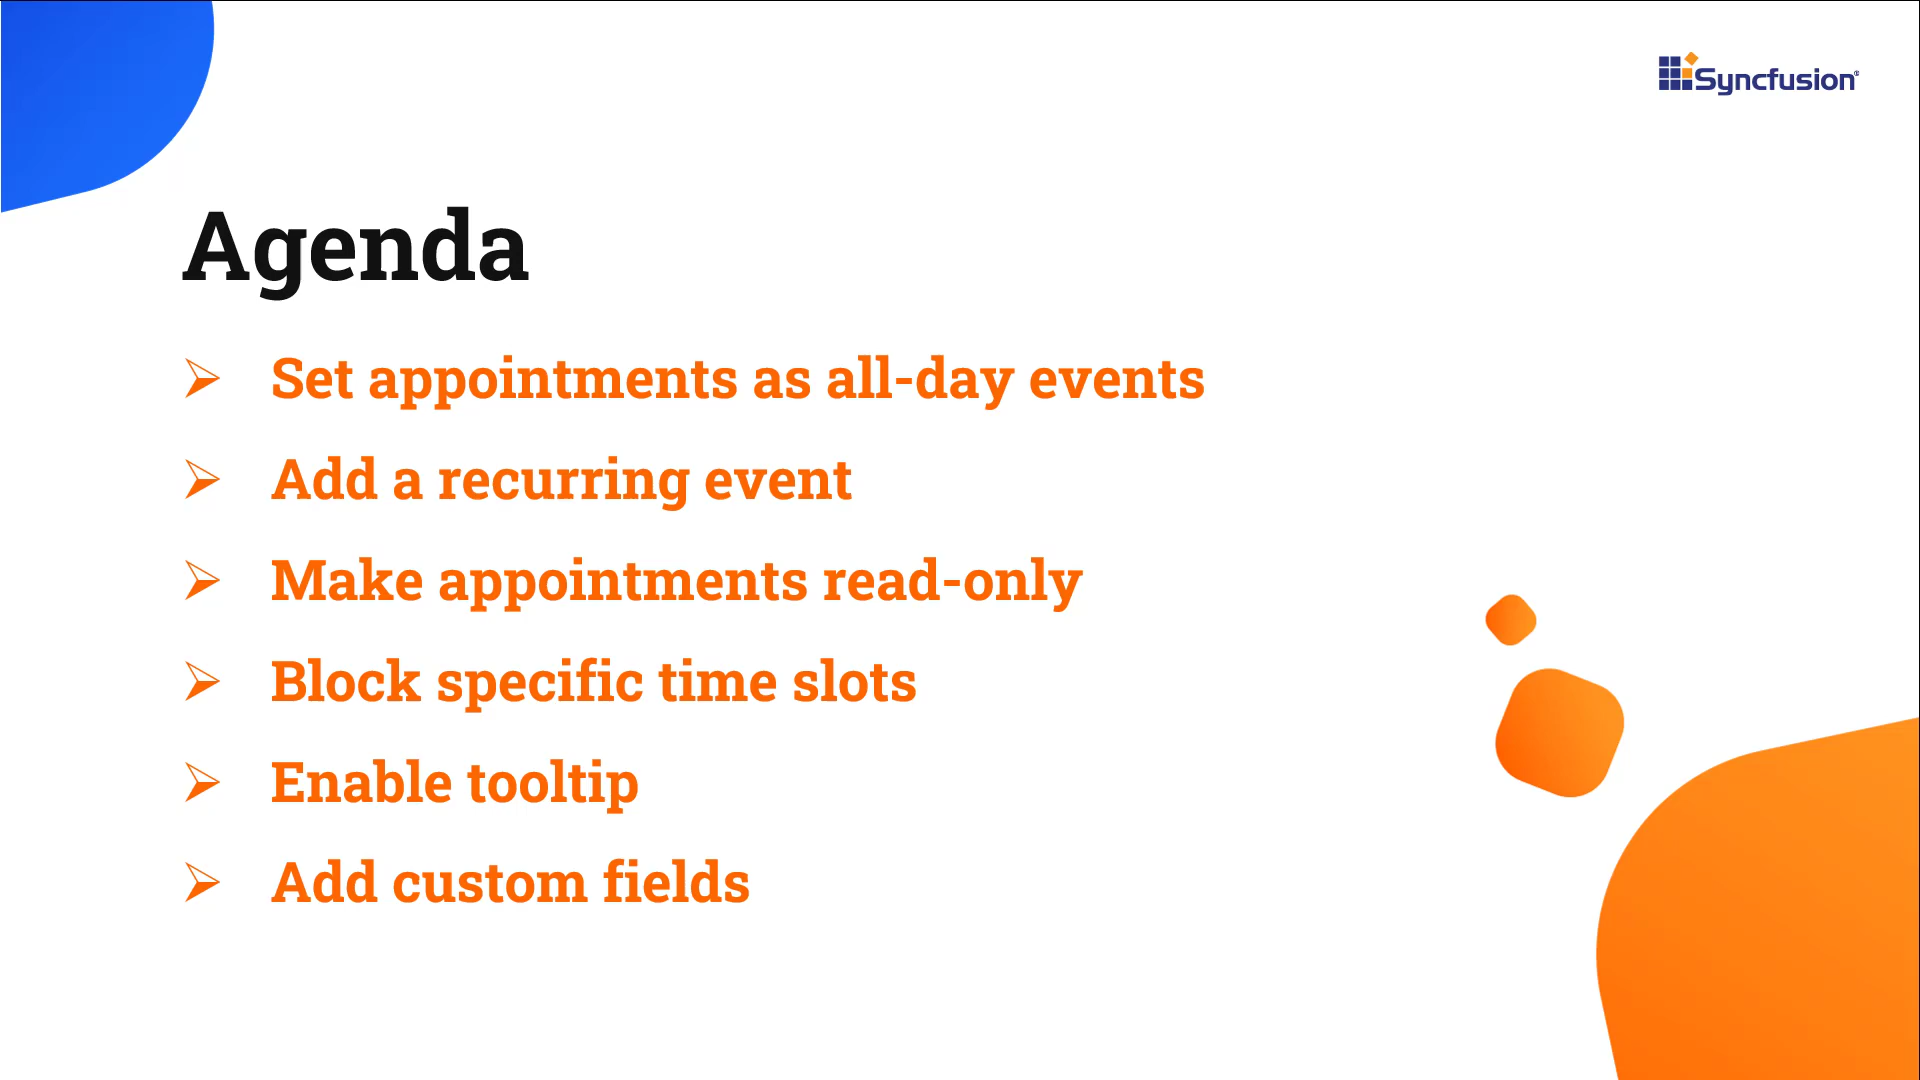 Syncfusion®
Agenda
➢ Set appointments as all-day events
➢ Add a recurring event
➢ Make appointments read-only
➢ Block specific time slots
➢ Enable tooltip
➢ Add custom fields